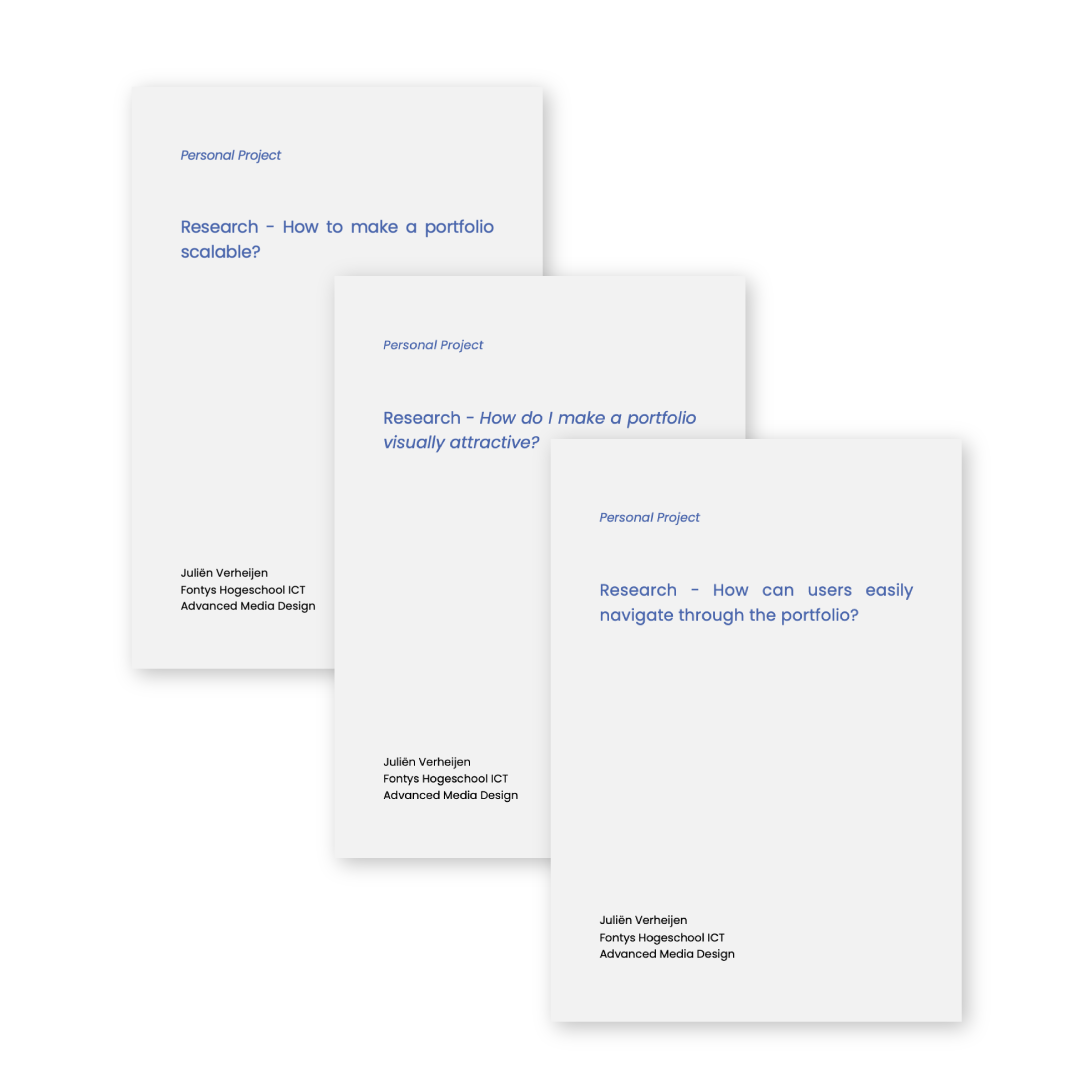 Personal Project
Research - How to make a portfolio
scalable?
Juliën Verheijen
Fontys Hogeschool ICT
Advanced Media Design
Personal Project
Research - How do I make a portfolio
visually attractive?
Juliën Verheijen
Fontys Hogeschool ICT
Advanced Media Design
Personal Project
Research - How can users easily
navigate through the portfolio?
Juliën Verheijen
Fontys Hogeschool ICT
Advanced Media Design